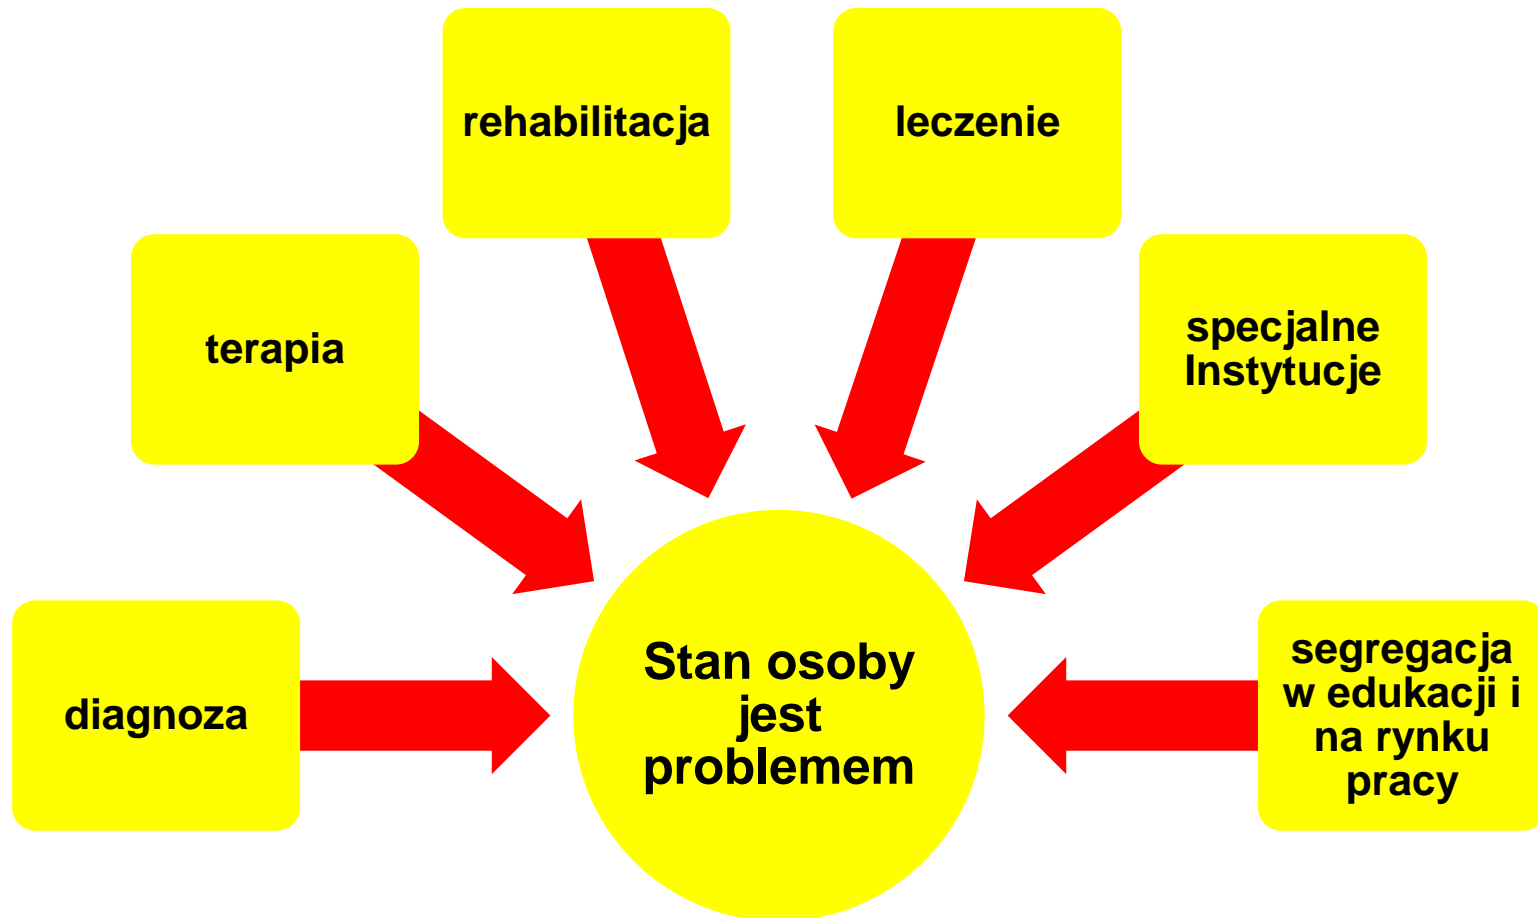 rehabilitacja
leczenie
terapia
specjalne
Instytucje
diagnoza
Stan osoby
jest
problemem
segregacja
w edukacji i
na rynku
pracy